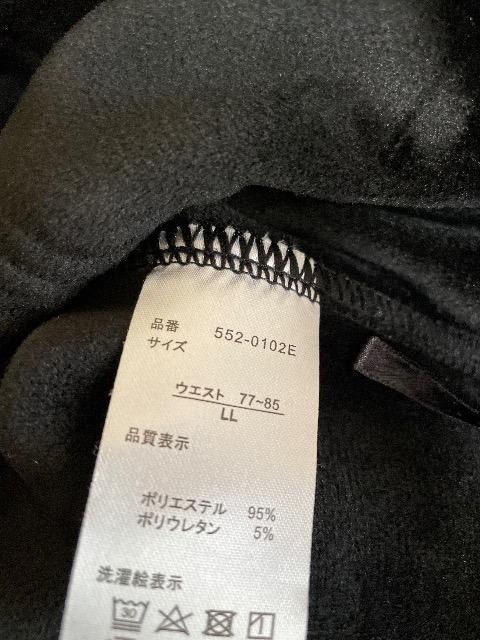 品番 552-0102E
サイズ
ウエスト 77~85
LL
品質表示
ポリエステル 95%
ポリウレタン 5%
洗濯絵表示
30